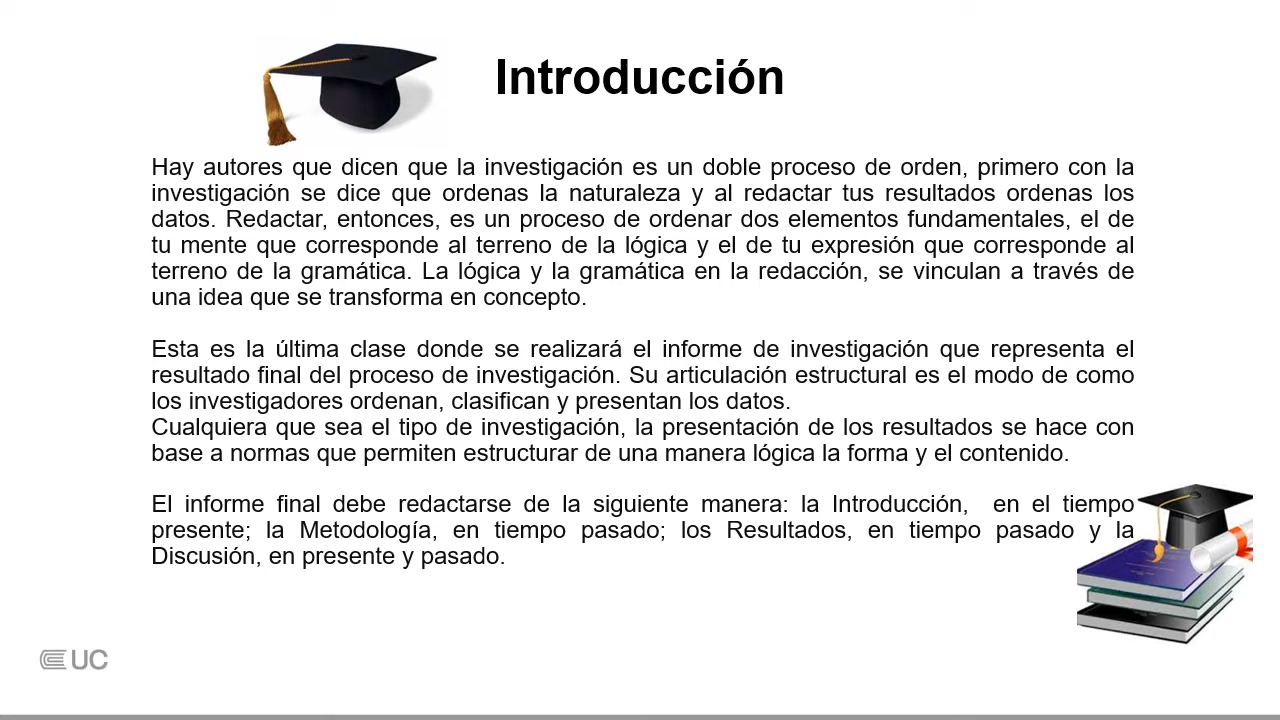 Introducción
Hay autores que dicen que la investigación es un doble proceso de orden, primero con la
investigación se dice que ordenas la naturaleza y al redactar tus resultados ordenas los
datos. Redactar, entonces, es un proceso de ordenar dos elementos fundamentales, el de
tu mente que corresponde al terreno de la lógica y el de tu expresión que corresponde al
terreno de la gramática. La lógica y la gramática en la redacción, se vinculan a través de
una idea que se transforma en concepto.
Esta es la última clase donde se realizará el informe de investigación que representa el
resultado final del proceso de investigación. Su articulación estructural es el modo de como
los investigadores ordenan, clasifican y presentan los datos.
Cualquiera que sea el tipo de investigación, la presentación de los resultados se hace con
base a normas que permiten estructurar de una manera lógica la forma y el contenido.
El informe final debe redactarse de la siguiente manera: la Introducción, en el tiempo
presente; la Metodología, en tiempo pasado; los Resultados, en tiempo pasado y la
Discusión, en presente y pasado.
UC